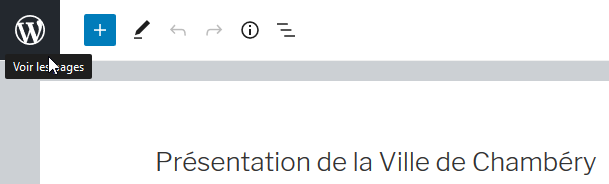 Voir les pages
Présentation de la Ville de Chambéry